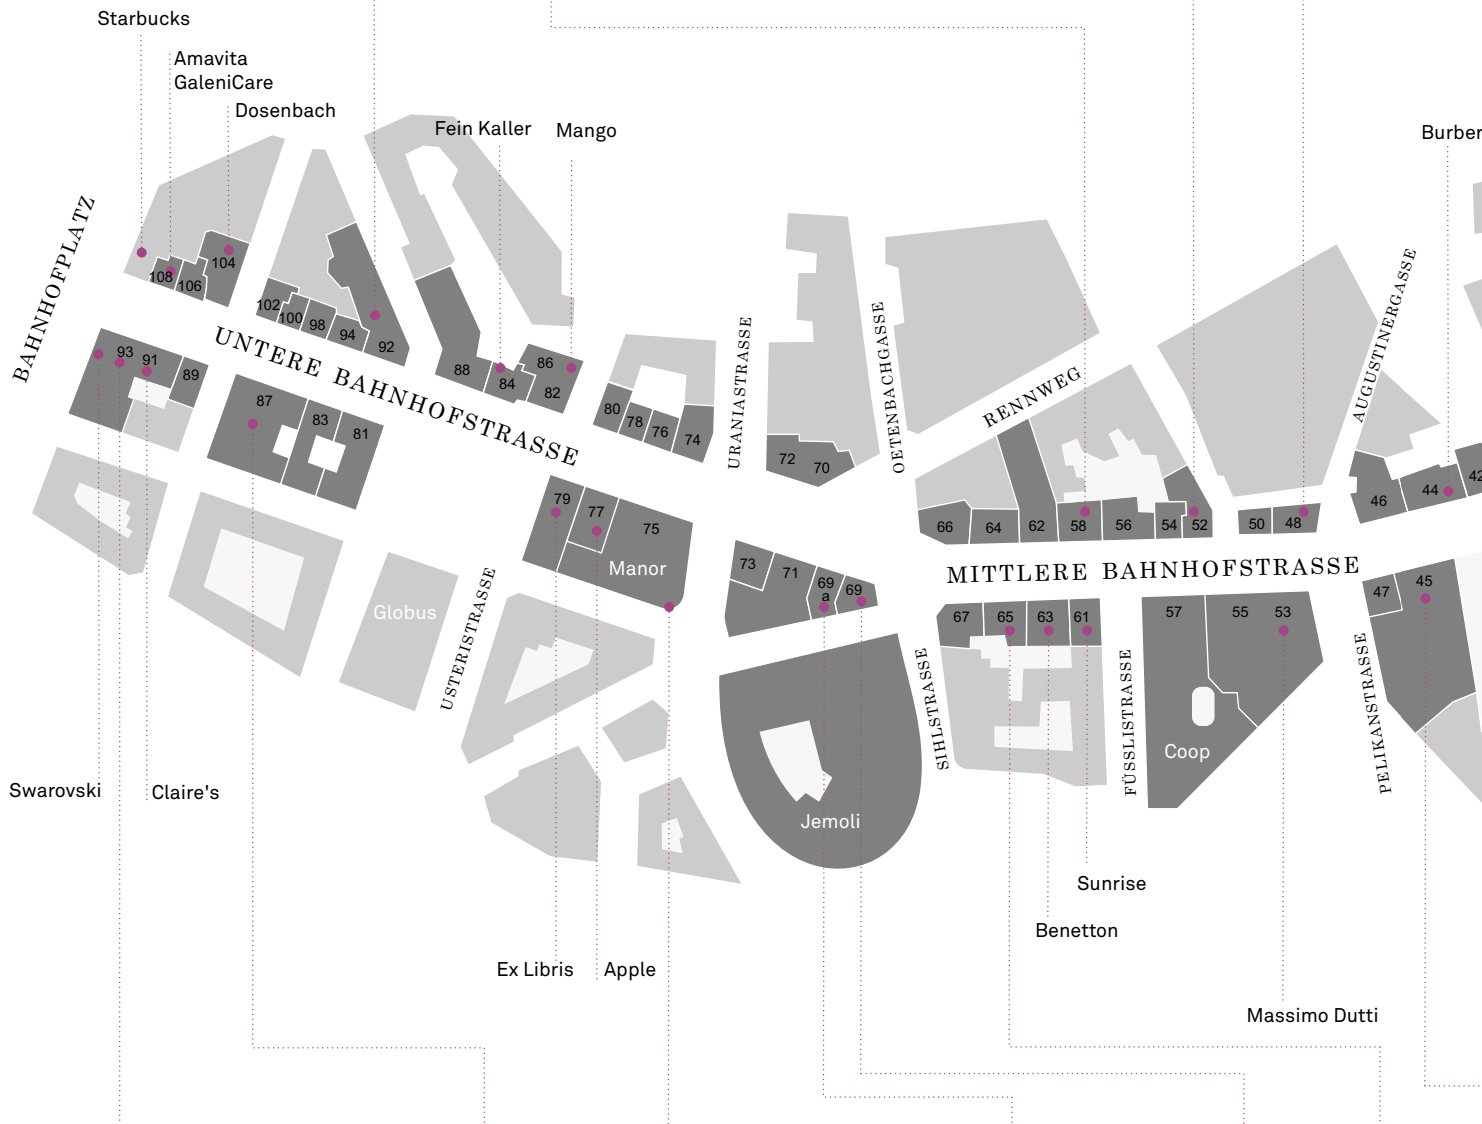 Starbucks
Amavita
GaleniCare
Dosenbach
Fein Kaller
Mango
Burber
BAHNHOFPLATZ
UNTERE BAHNHOFSTRASSE
URANIASTRASSE
OETENBACHGASSE
RENNWEG
AUGUSTINERGASSE
108
106
104
102
100
98
94
92
88
84
86
82
80
78
76
74
72
70
66
64
62
58
56
54
52
50
48
46
44
42
93
91
89
87
83
81
79
77
75
Manor
73
71
69
a
69
MITTLERE BAHNHOFSTRASSE
67
65
63
61
57
55
53
47
45
Globus
USTERISTRASSE
SIHLSTRASSE
FÜSSLISTRASSE
PELIKANSTRASSE
Coop
Jemoli
Swarovski
Claire's
Sunrise
Benetton
Ex Libris
Apple
Massimo Dutti